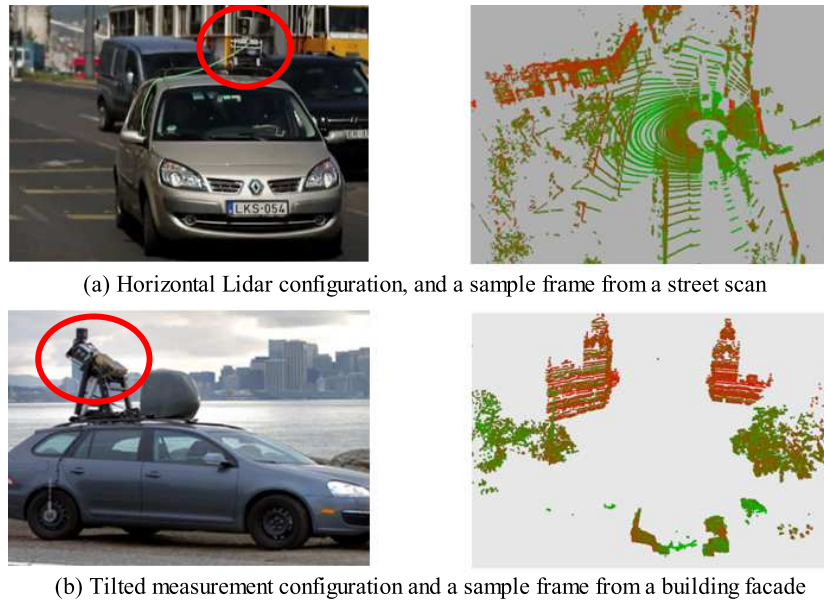 LKS·054
(a) Horizontal Lidar configuration, and a sample frame from a street scan
(b) Tilted measurement configuration and a sample frame from a building facade